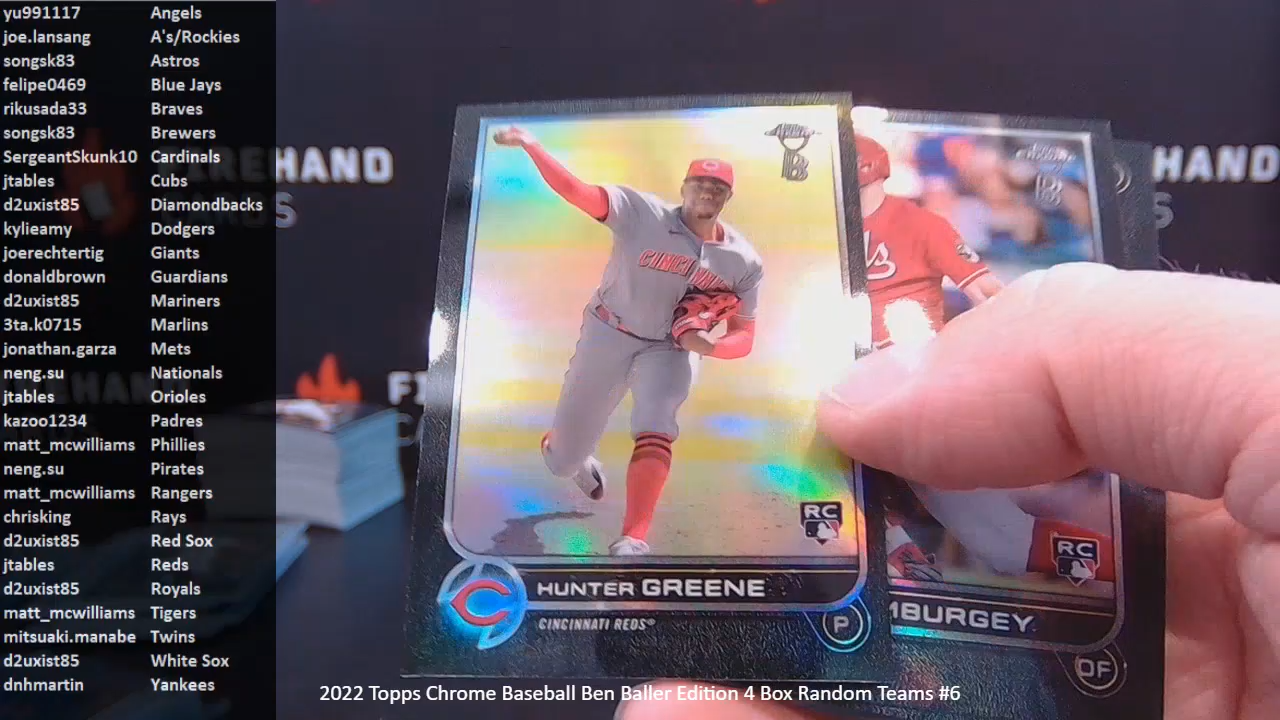 yu991117 Angels
joe.lansang A's/Rockies
songsk83 Astros
felipe0469 Blue Jays
rikusada33 Braves
songsk83 Brewers
SergeantSkunk10 Cardinals
jtables Cubs
d2uxist85 Diamondbacks
kylieamy Dodgers
joerechtertig Giants
donaldbrown Guardians
d2uxist85 Mariners
3ta.k0715 Marlins
jonathan.garza Mets
neng.su Nationals
jtables Orioles
kazoo1234 Padres
matt_mcwilliams Phillies
neng.su Pirates
matt_mcwilliams Rangers
chrisking Rays
d2uxist85 Red Sox
jtables Reds
d2uxist85 Royals
matt_mcwilliams Tigers
mitsuaki.manabe Twins
d2uxist85 White Sox
dnhmartin Yankees
HAND
B
CINCINNATI
RC
HUNTER GREENE
CINCINNATI REDS®
P
RC
MBURGEY
OF
2022 Topps Chrome Baseball Ben Baller Edition 4 Box Random Teams #6